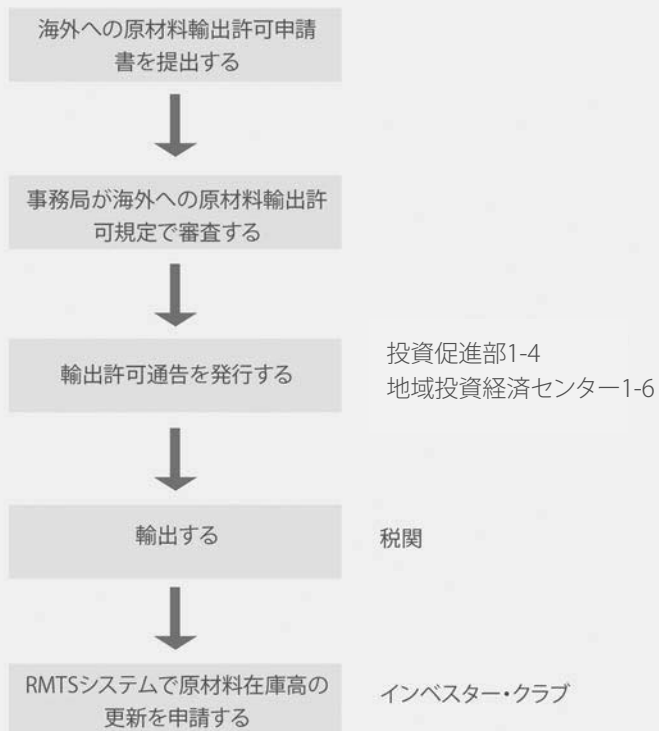 海外への原材料輸出許可申請
書を提出する
事務局が海外への原材料輸出許
可規定で審査する
輸出許可通告を発行する
投資促進部1-4
地域投資経済センター1-6
輸出する
税関
RMTSシステムで原材料在庫高の
更新を申請する
インベスター・クラブ